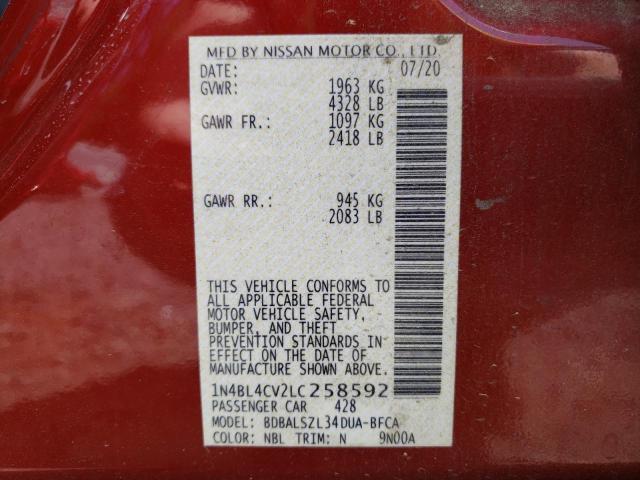 MFD BY NISSAN MOTOR CO., LTD.
DATE: 07/20
GVWR: 1963 KG
4328 LB
GAWR FR.: 1097 KG
2418 LB
GAWR RR.: 945 KG
2083 LB
THIS VEHICLE CONFORMS TO
ALL APPLICABLE FEDERAL
MOTOR VEHICLE SAFETY,
BUMPER, AND THEFT
PREVENTION STANDARDS IN
EFFECT ON THE DATE OF
MANUFACTURE SHOWN ABOVE.
1N4BL4CV2LC258592
PASSENGER CAR 428
MODEL: BDBALSZL34DUA-BFCA
COLOR: NBL TRIM: N 9N00A